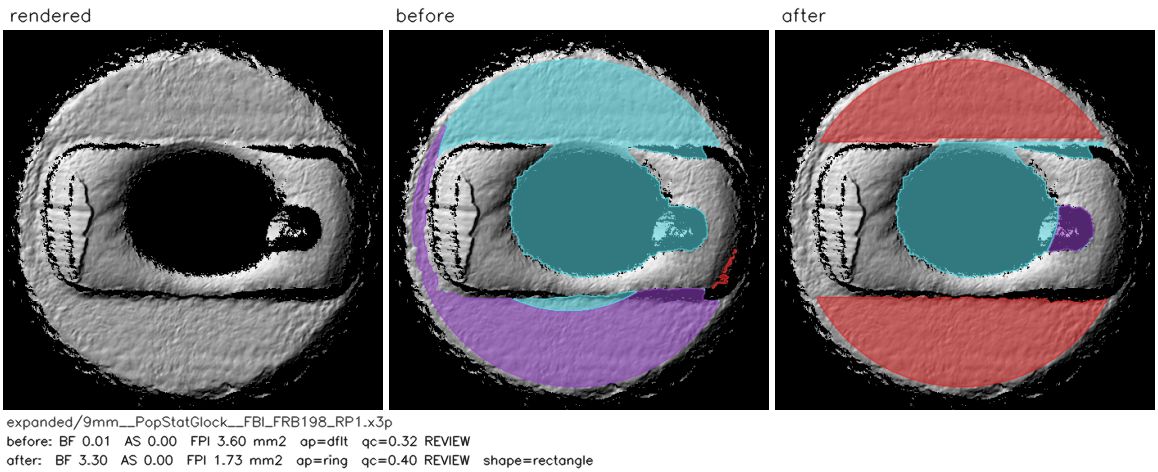 rendered
before
after
expanded/9mm__PopStatGlock__FBI_FRB198_RP1.x3p
before: BF 0.01 AS 0.00 FPI 3.60 mm2 ap=dflt qc=0.32 REVIEW
after: BF 3.30 AS 0.00 FPI 1.73 mm2 ap=ring qc=0.40 REVIEW shape=rectangle